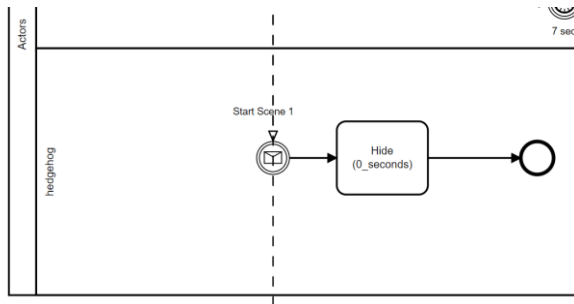 Actors
7 sec
Start Scene 1
hedgehog
Hide
(0_seconds)